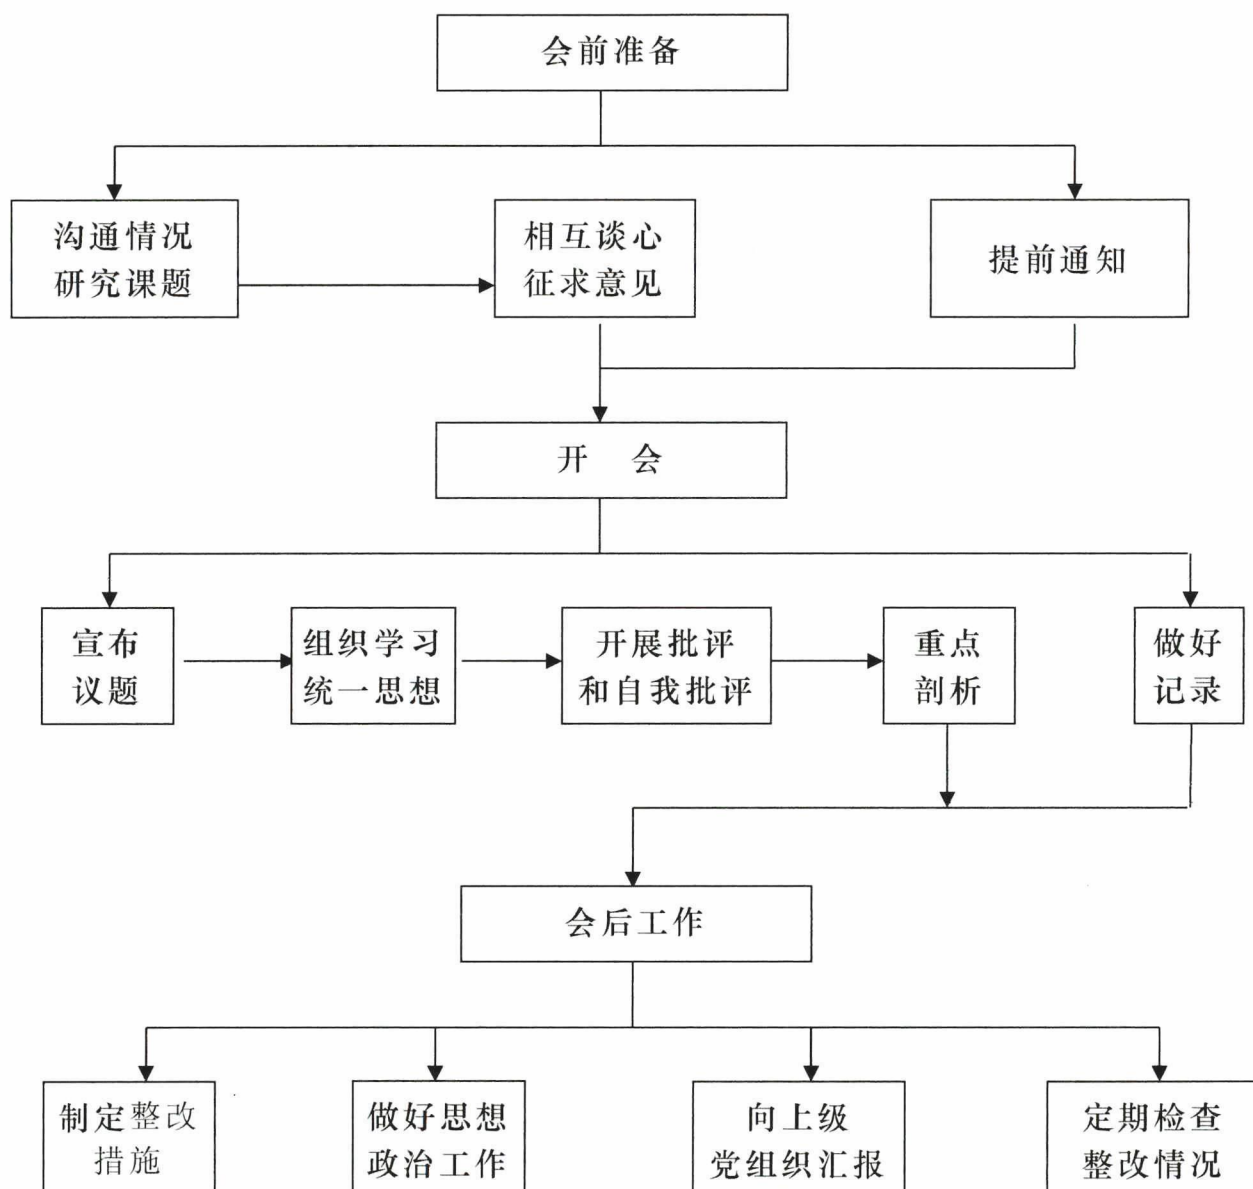 会前准备
沟通情况
研究课题
相互谈心
征求意见
提前通知
开 会
宣布
议题
组织学习
统一思想
开展批评
和自我批评
重点
剖析
做好
记录
会后工作
制定整改
措施
做好思想
政治工作
向上级
党组织汇报
定期检查
整改情况